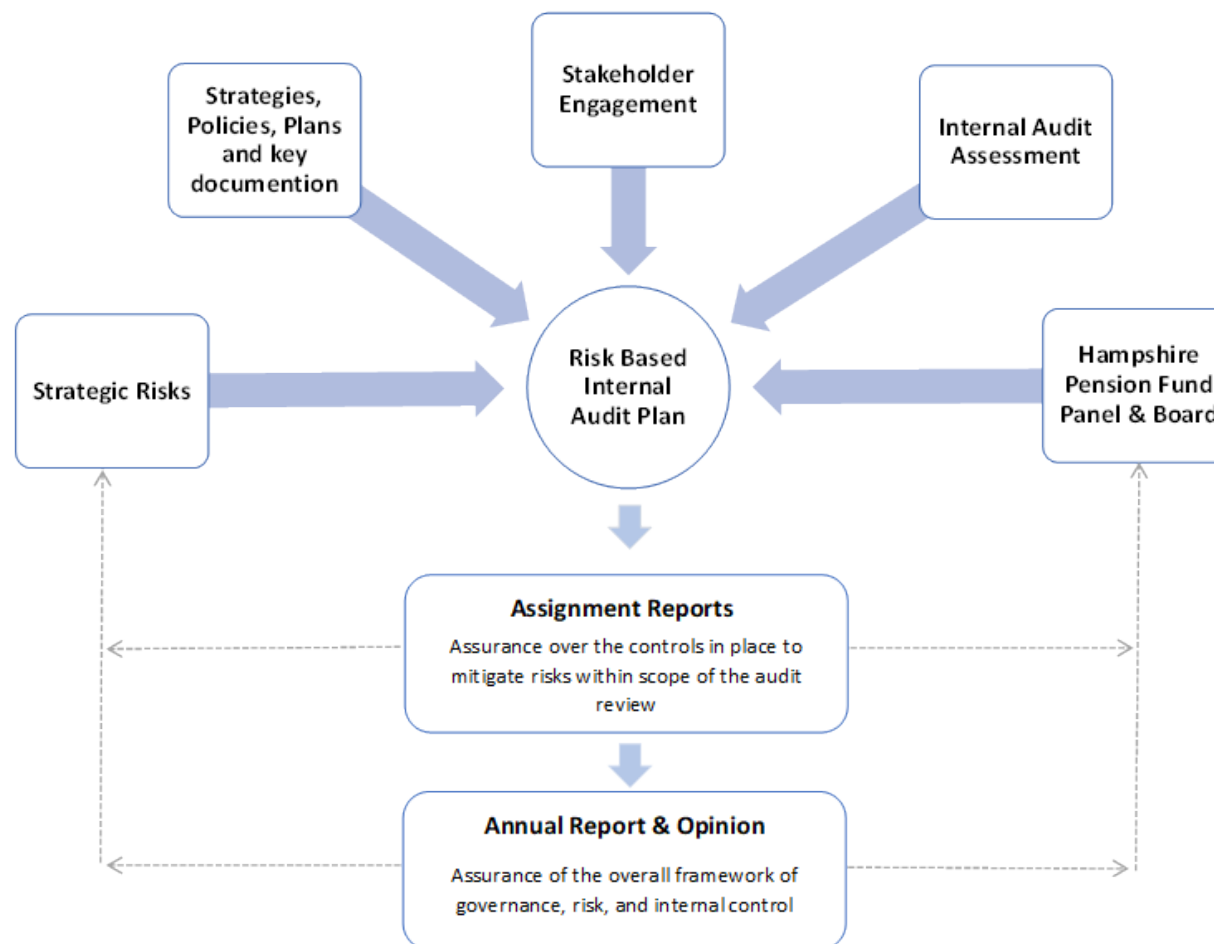 Stakeholder
Engagement
Strategies,
Policies, Plans
and key
documention
Internal Audit
Assessment
Strategic Risks
Risk Based
Internal
Audit Plan
Hampshire
Pension Fund
Panel & Board
Assignment Reports
Assurance over the controls in place to
mitigate risks within scope of the audit
review
Annual Report & Opinion
Assurance of the overall framework of
governance, risk, and internal control